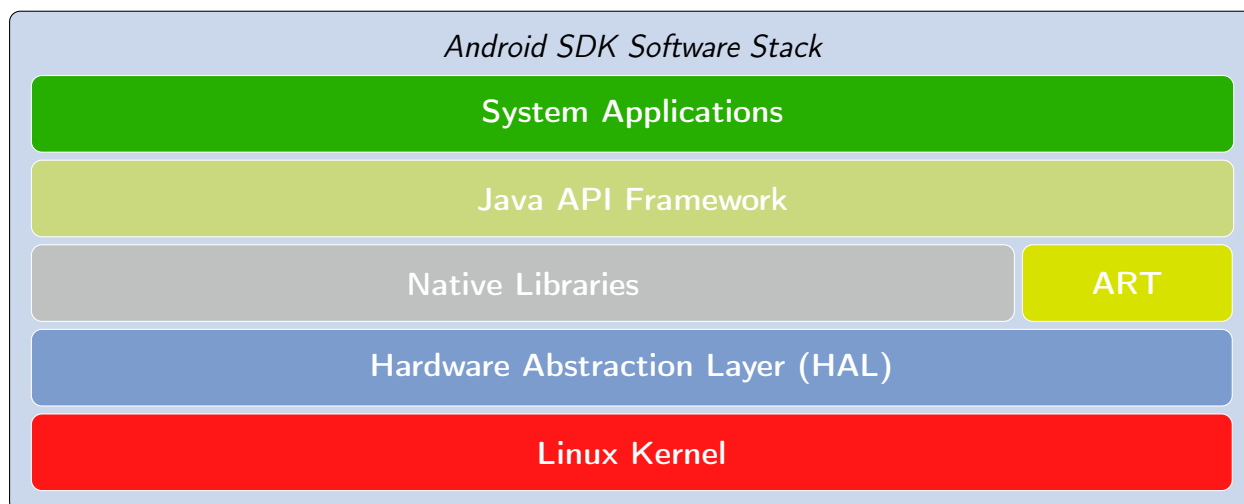 Android SDK Software Stack
System Applications
Java API Framework
Native Libraries
ART
Hardware Abstraction Layer (HAL)
Linux Kernel